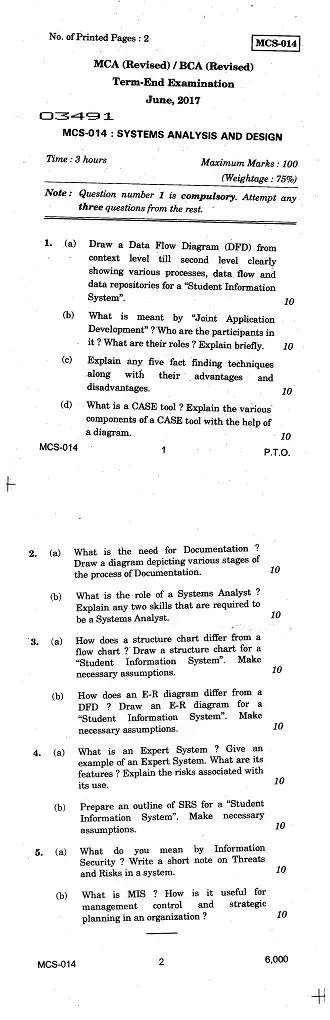 No. of Printed Pages : 2
MCS-014
MCA (Revised) / BCA (Revised)
Term-End Examination
June, 2017
03491
MCS-014 : SYSTEMS ANALYSIS AND DESIGN
Time : 3 hours
Maximum Marks : 100
(Weightage : 75%)
Note : Question number 1 is compulsory. Attempt any
three questions from the rest.
1. (a) Draw a Data Flow Diagram (DFD) from
context level till second level clearly
showing various processes, data flow and
data repositories for a “Student Information
System”. 10
(b) What is meant by “Joint Application
Development” ? Who are the participants in
it ? What are their roles ? Explain briefly. 10
(c) Explain any five fact finding techniques
along with their advantages and
disadvantages. 10
(d) What is a CASE tool ? Explain the various
components of a CASE tool with the help of
a diagram. 10
MCS-014 1 P.T.O.
2. (a) What is the need for Documentation ?
Draw a diagram depicting various stages of
the process of Documentation. 10
(b) What is the role of a Systems Analyst ?
Explain any two skills that are required to
be a Systems Analyst. 10
3. (a) How does a structure chart differ from a
flow chart ? Draw a structure chart for a
“Student Information System”. Make
necessary assumptions. 10
(b) How does an E-R diagram differ from a
DFD ? Draw an E-R diagram for a
“Student Information System”. Make
necessary assumptions. 10
4. (a) What is an Expert System ? Give an
example of an Expert System. What are its
features ? Explain the risks associated with
its use. 10
(b) Prepare an outline of SRS for a “Student
Information System”. Make necessary
assumptions. 10
5. (a) What do you mean by Information
Security ? Write a short note on Threats
and Risks in a system. 10
(b) What is MIS ? How is it useful for
management control and strategic
planning in an organization ? 10
MCS-014 2 6,000